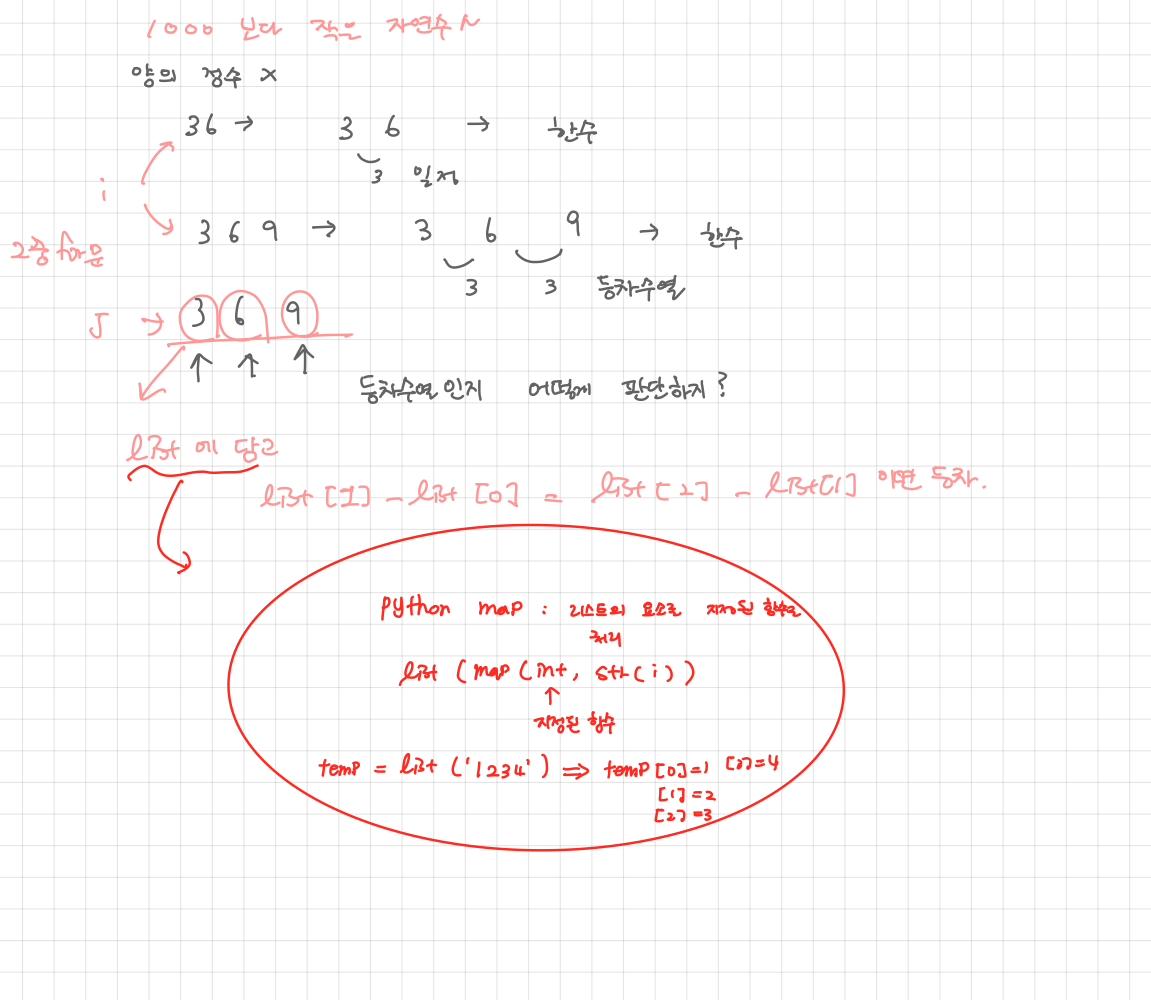 1000 보다 작은 자연수 N
양의 정수 X
36 → 3 6 → 한수
3 일정
i
369 → 3 6 9 → 한수
2중 for문
3 3 등차수열
J → 3 6 9
등차수열인지 어떻게 판단하지?
list 에 담고
list [1] - list [0] = list [2] - list[1] 이면 등차.
python map : 리스트의 요소를 지정된 함수로
처리
list (map (int, str(i))
↑
지정된 함수
temp = list ('1234') ⇒ temp [0]=1
[1] =2
[2] =3